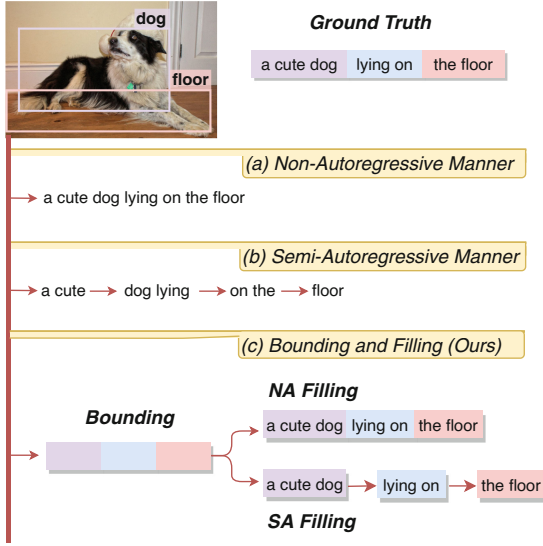 dog
floor
Ground Truth
a cute dog lying on the floor
(a) Non-Autoregressive Manner
a cute dog lying on the floor
(b) Semi-Autoregressive Manner
a cute dog lying on the floor
(c) Bounding and Filling (Ours)
NA Filling
Bounding
a cute dog lying on the floor
a cute dog lying on the floor
SA Filling